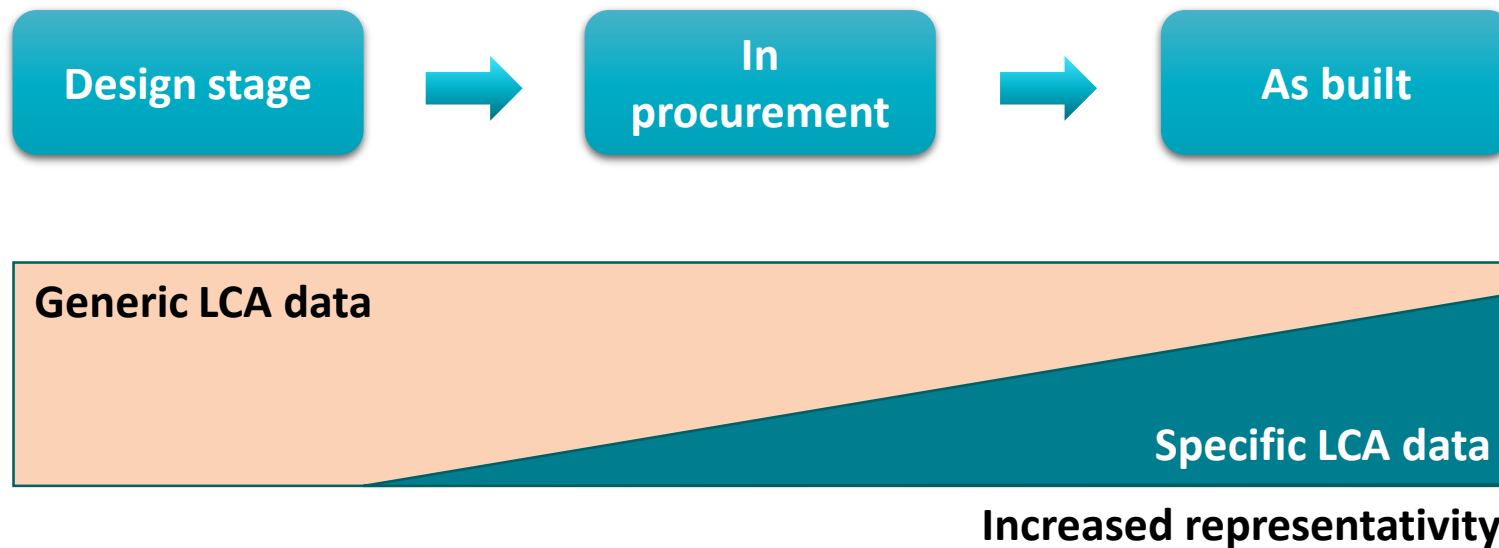 Design stage
In
procurement
As built
Generic LCA data
Specific LCA data
Increased representativity